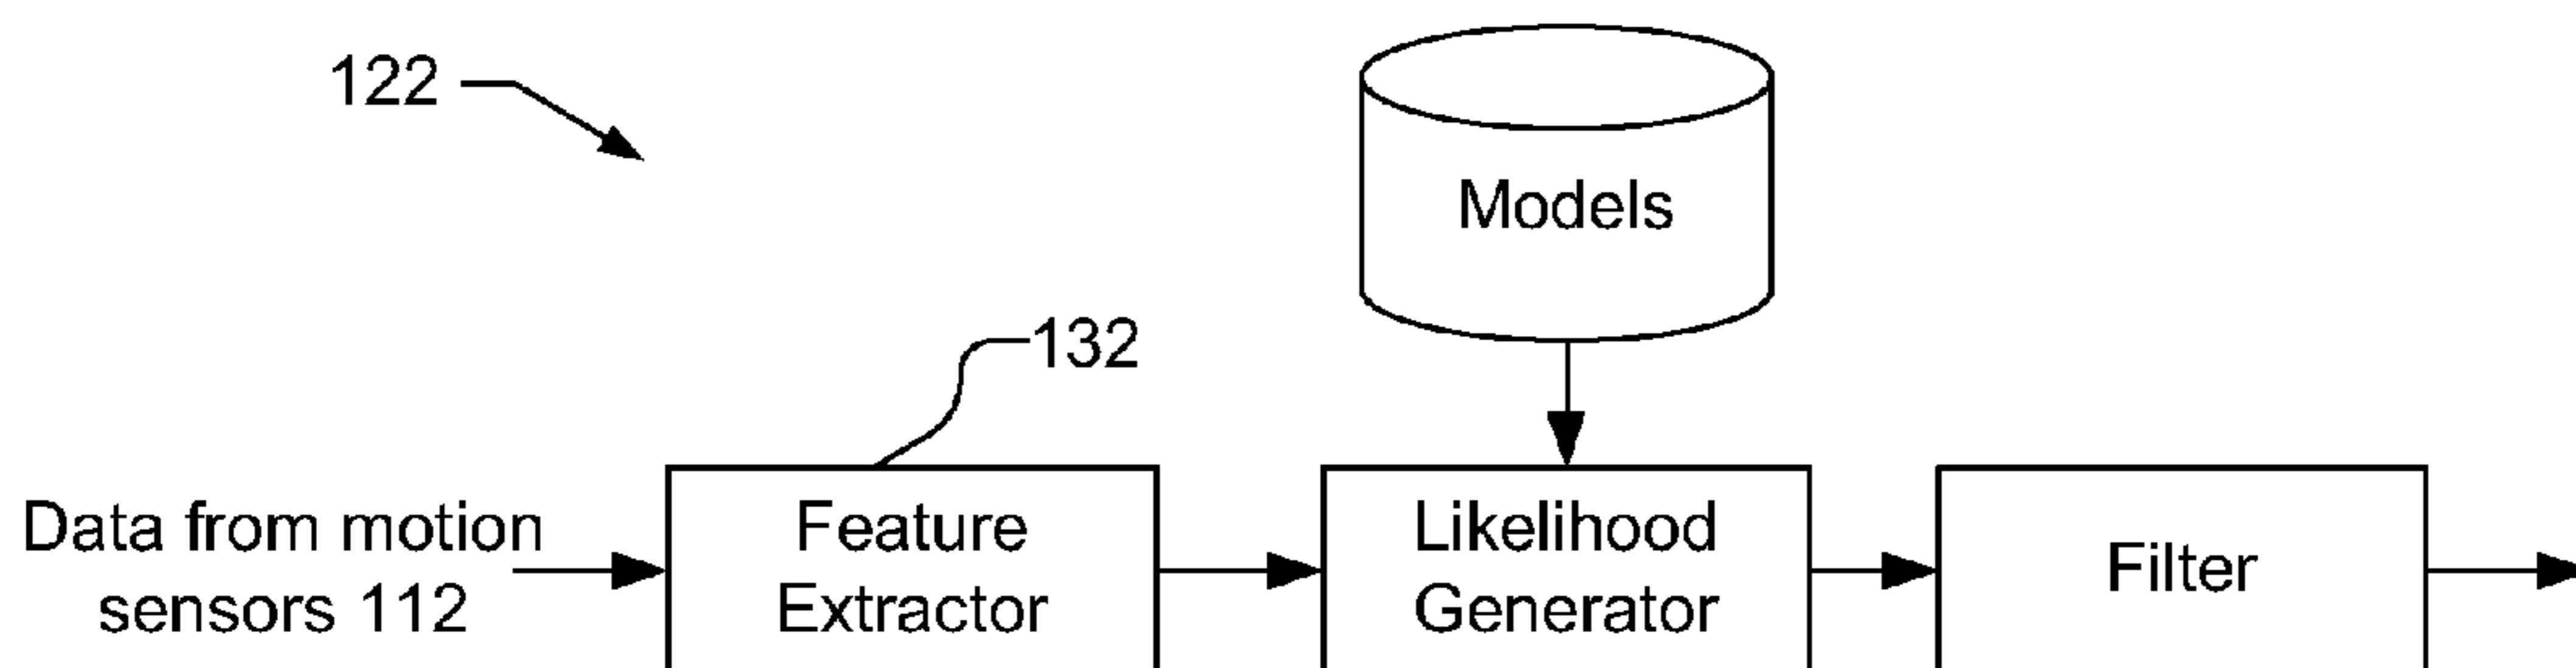 122
Models
132
Data from motion
sensors 112
Feature
Extractor
Likelihood
Generator
Filter